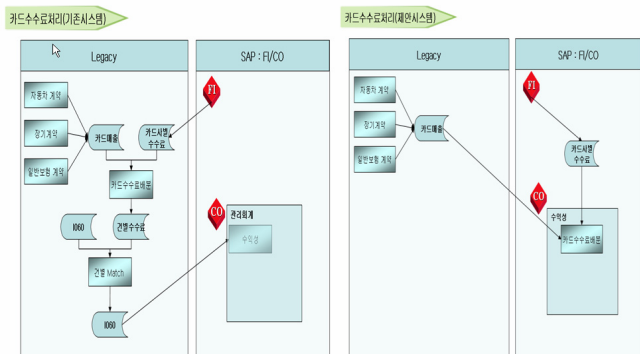 카드수수료처리(기존시스템)
Legacy
SAP : FI/CO
FI
자동차 계약
장기계약
일반보험 계약
카드매출
카드사별
수수료
카드수수료배분
I060
건별수수료
건별 Match
I060
CO
관리회계
수익성
카드수수료처리(제안시스템)
Legacy
SAP : FI/CO
FI
자동차 계약
장기계약
일반보험 계약
카드매출
카드사별
수수료
CO
수익성
카드수수료배분